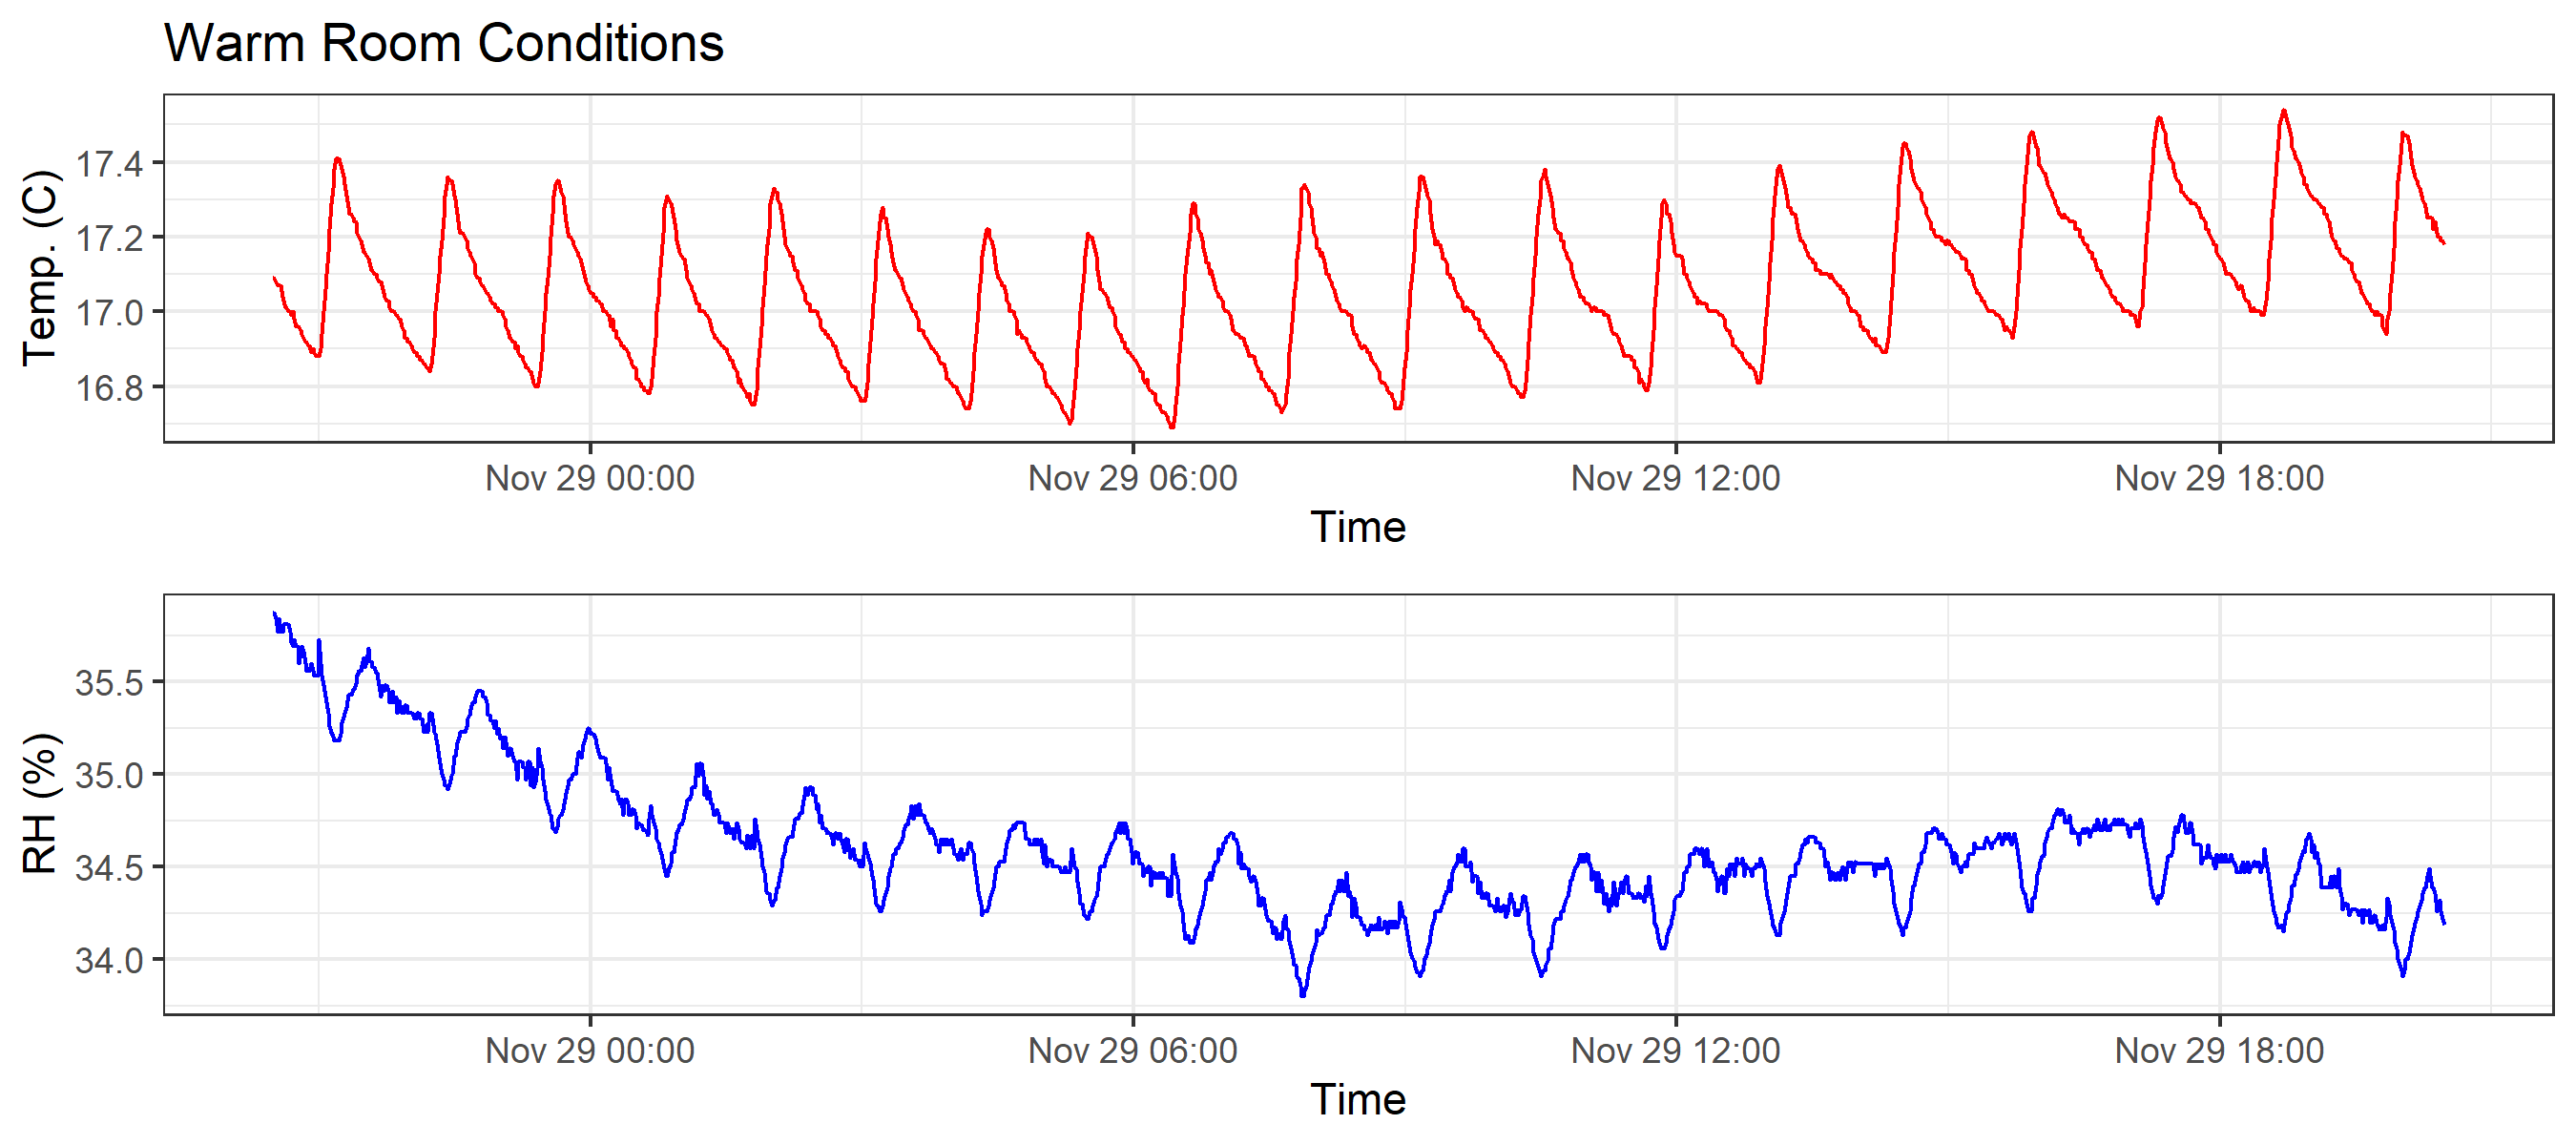 Warm Room Conditions
Temp. (C)
17.4
17.2
17.0
16.8
Nov 29 00:00 Nov 29 06:00 Nov 29 12:00 Nov 29 18:00
Time
RH (%)
35.5
35.0
34.5
34.0
Nov 29 00:00 Nov 29 06:00 Nov 29 12:00 Nov 29 18:00
Time